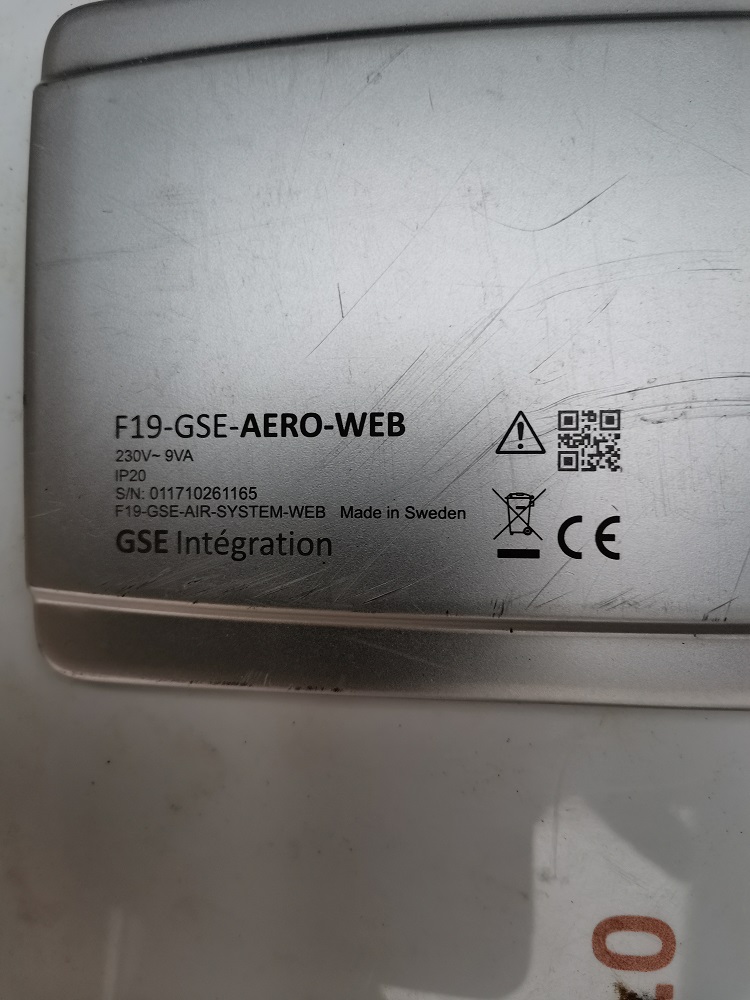 F19-GSE-AERO-WEB
230V~ 9VA
IP20
S/N: 011710261165
F19-GSE-AIR-SYSTEM-WEB Made in Sweden
GSE Intégration
CE
.0